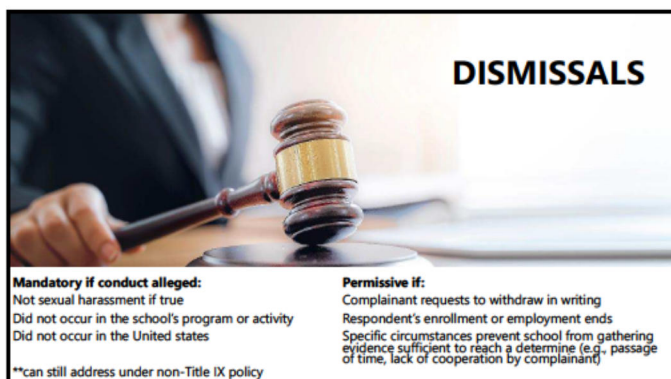 DISMISSALS
Mandatory if conduct alleged:
Not sexual harassment if true
Did not occur in the school's program or activity
Did not occur in the United states
**can still address under non-Title IX policy
Permissive if:
Complainant requests to withdraw in writing
Respondent's enrollment or employment ends
Specific circumstances prevent school from gathering
evidence sufficient to reach a determine (e.g., passage
of time, lack of cooperation by complainant)